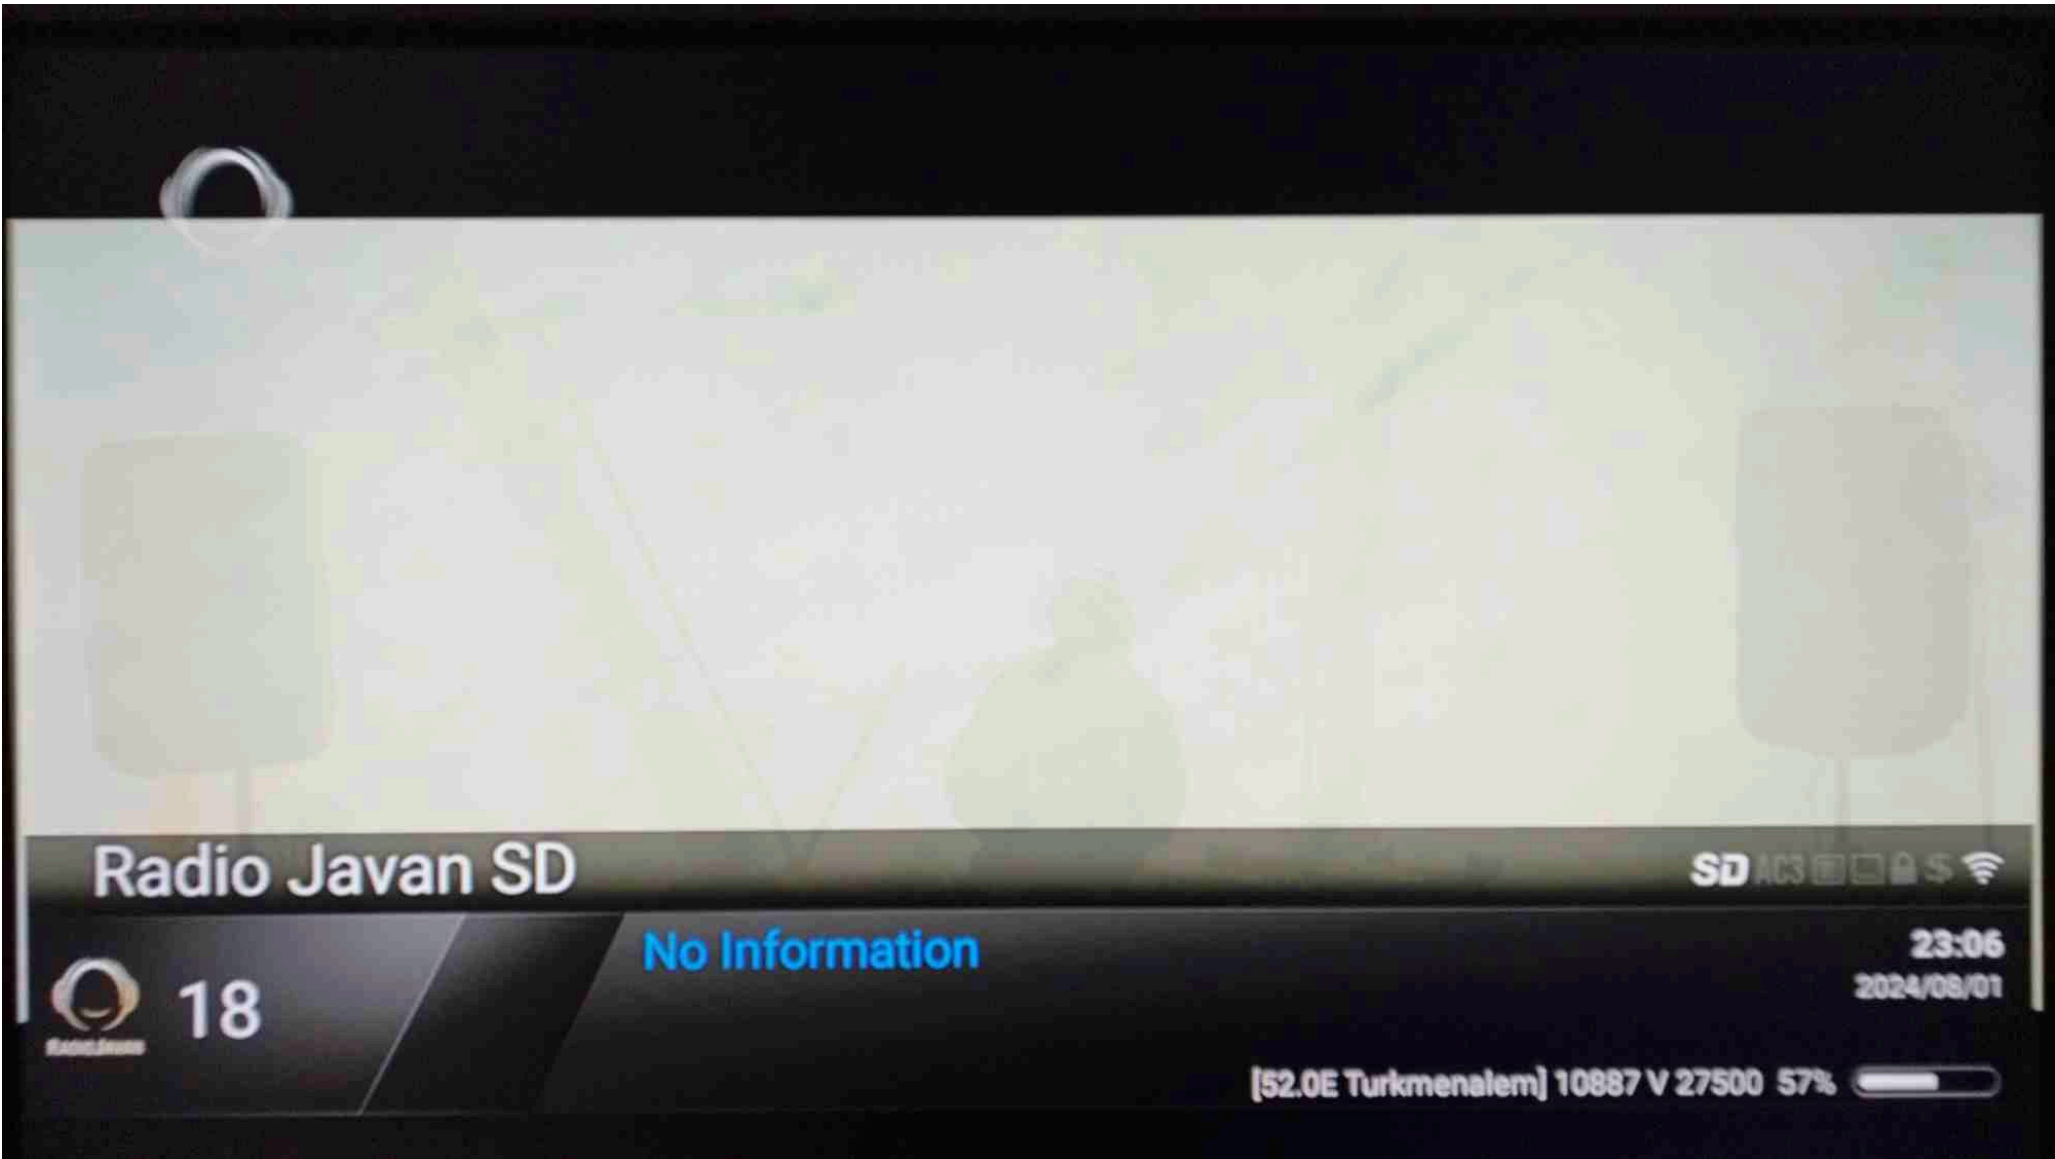 Radio Javan SD
SD AC3 $
No Information
23:06
18
2024/08/01
RADIOJAVAN
[52.0E Turkmenalem] 10887 V 27500 57%